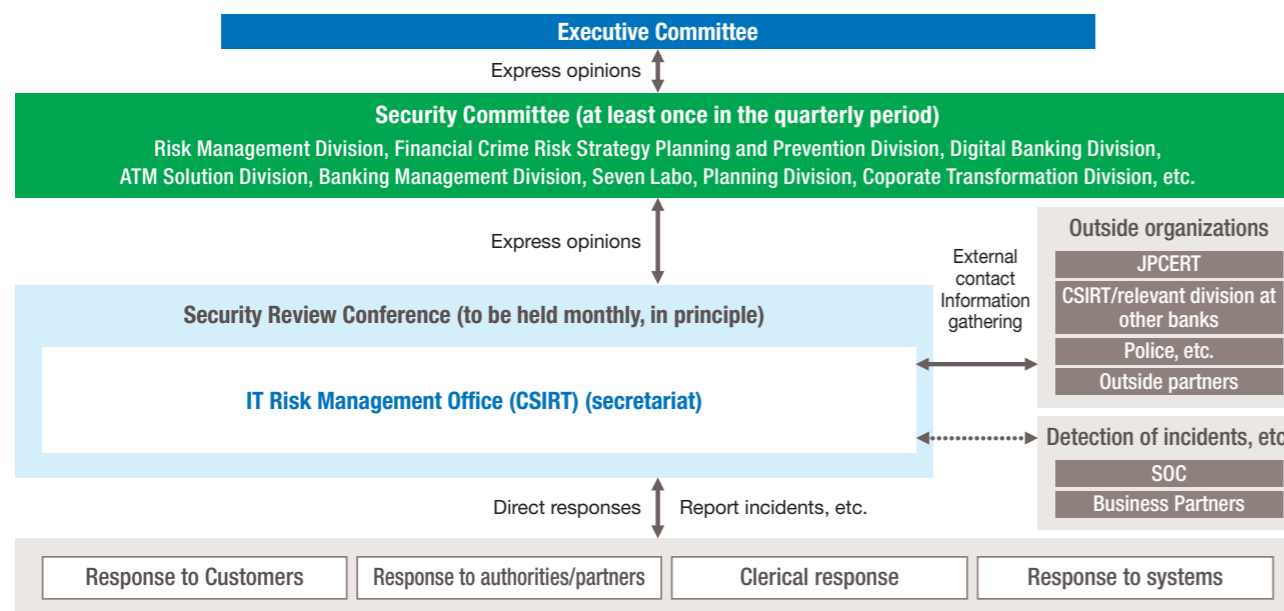 Executive Committee
Express opinions
Security Committee (at least once in the quarterly period)
Risk Management Division, Financial Crime Risk Strategy Planning and Prevention Division, Digital Banking Division,
ATM Solution Division, Banking Management Division, Seven Labo, Planning Division, Coporate Transformation Division, etc.
Express opinions
External
contact
Information
gathering
Outside organizations
JPCERT
CSIRT/relevant division at
other banks
Police, etc.
Outside partners
Security Review Conference (to be held monthly, in principle)
IT Risk Management Office (CSIRT) (secretariat)
Detection of incidents, etc
SOC
Business Partners
Direct responses
Report incidents, etc.
Response to Customers
Response to authorities/partners
Clerical response
Response to systems